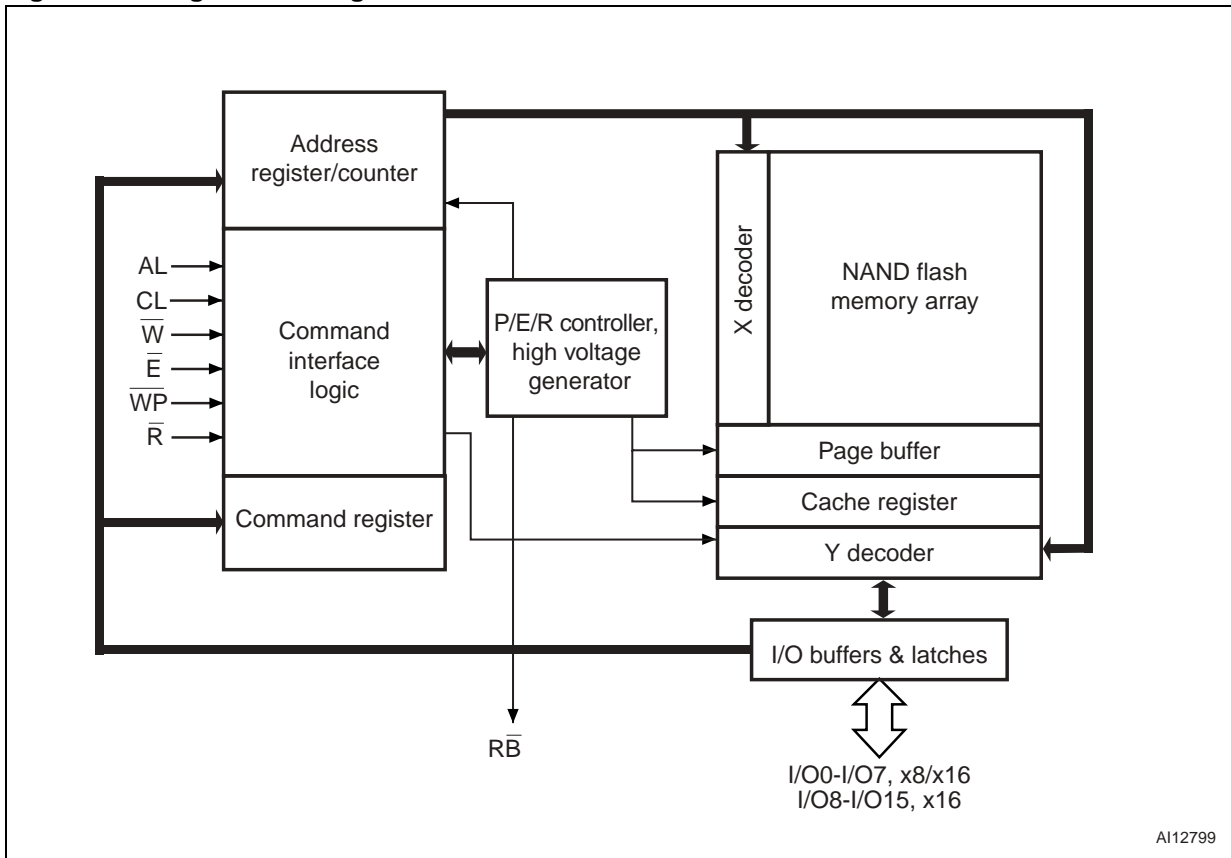 Address
register/counter
AL
CL
W̅
E̅
W̅P̅
R̅
Command
interface
logic
Command register
P/E/R controller,
high voltage
generator
RB̅
X decoder
NAND flash
memory array
Page buffer
Cache register
Y decoder
I/O buffers & latches
I/O0-I/O7, x8/x16
I/O8-I/O15, x16
AI12799